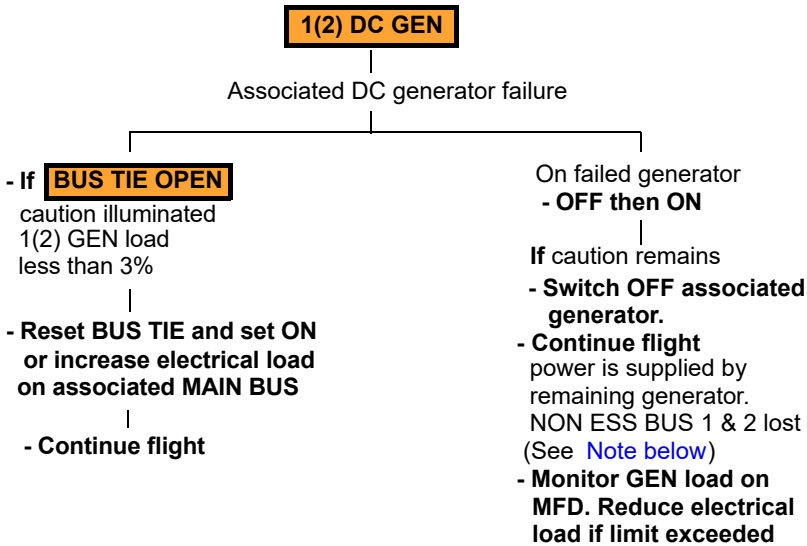 1(2) DC GEN
Associated DC generator failure
- If BUS TIE OPEN
caution illuminated
1(2) GEN load
less than 3%
- Reset BUS TIE and set ON
or increase electrical load
on associated MAIN BUS
- Continue flight
On failed generator
- OFF then ON
If caution remains
- Switch OFF associated
generator.
- Continue flight
power is supplied by
remaining generator.
NON ESS BUS 1 & 2 lost
(See Note below)
- Monitor GEN load on
MFD. Reduce electrical
load if limit exceeded